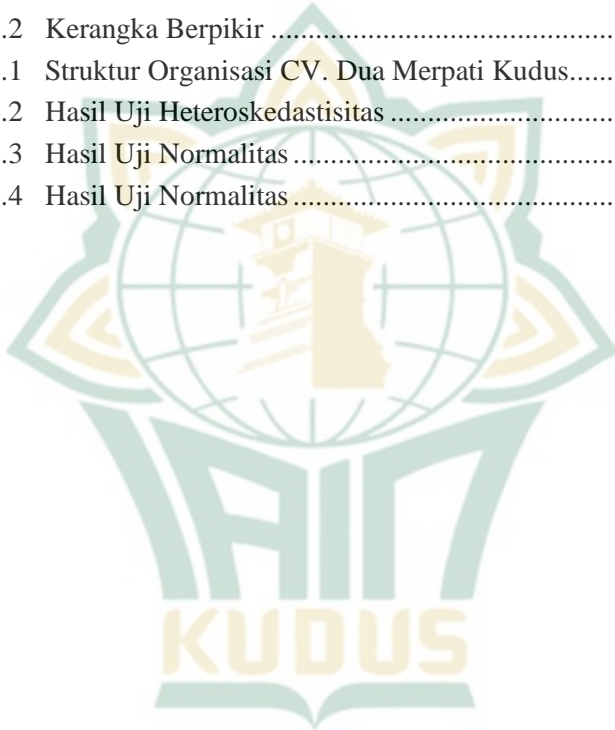 .2 Kerangka Berpikir ................................................
.1 Struktur Organisasi CV. Dua Merpati Kudus......
.2 Hasil Uji Heteroskedastisitas ..............................
.3 Hasil Uji Normalitas ...........................................
.4 Hasil Uji Normalitas ...........................................
IAIN
KUDUS